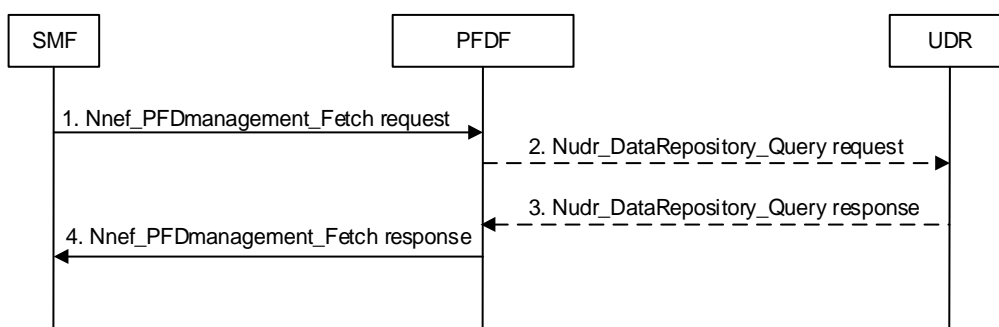 SMF
PFDF
UDR
1. Nnef_PFDmanagement_Fetch request
2. Nudr_DataRepository_Query request
3. Nudr_DataRepository_Query response
4. Nnef_PFDmanagement_Fetch response